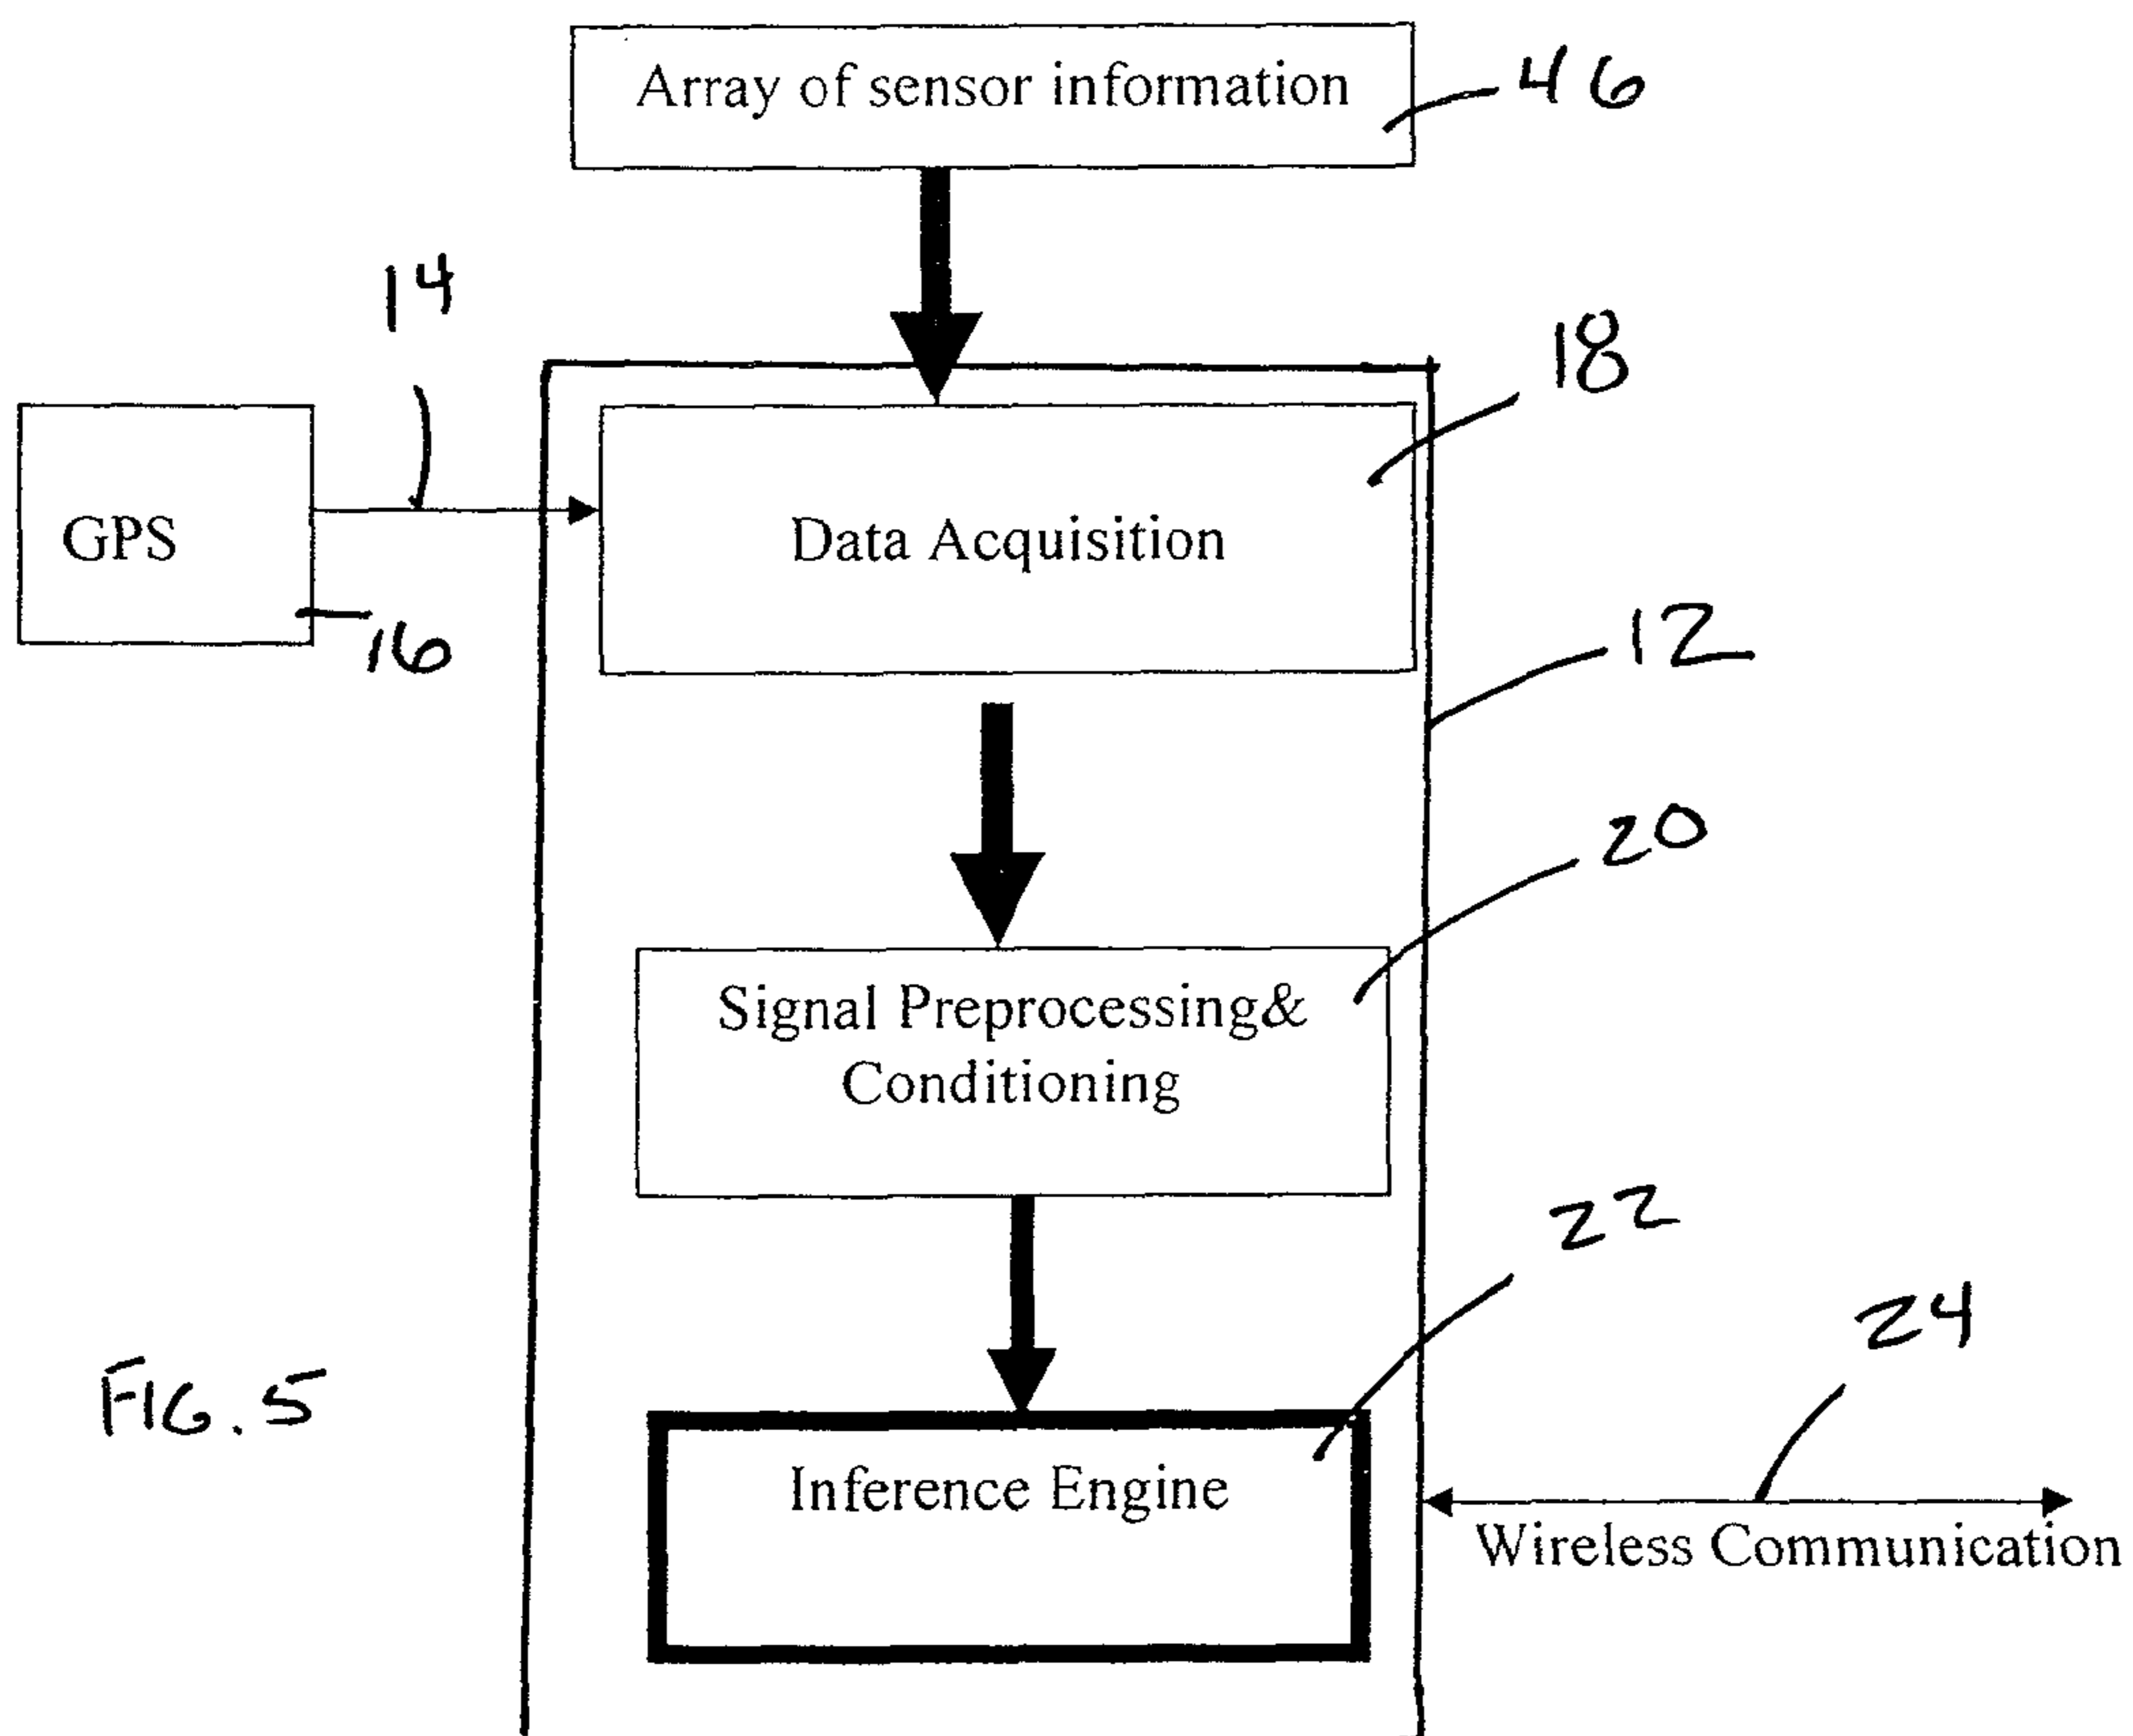 Array of sensor information
46
14
18
GPS
Data Acquisition
16
12
20
Signal Preprocessing&
Conditioning
22
24
FIG. 5
Inference Engine
Wireless Communication